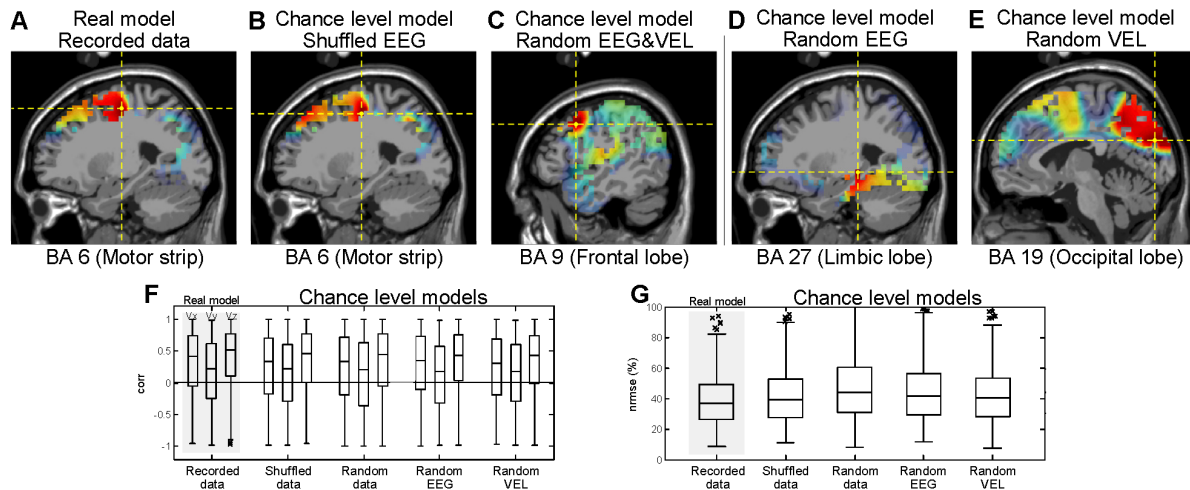 A
Real model
Recorded data
BA 6 (Motor strip)
B
Chance level model
Shuffled EEG
BA 6 (Motor strip)
C
Chance level model
Random EEG&VEL
BA 9 (Frontal lobe)
D
Chance level model
Random EEG
BA 27 (Limbic lobe)
E
Chance level model
Random VEL
BA 19 (Occipital lobe)
F
Real model
Chance level models
Vx Vy Vz
corr
1
0.5
0
-0.5
-1
Recorded
data
Shuffled
data
Random
data
Random
EEG
Random
VEL
G
Real model
Chance level models
nrmse (%)
100
80
60
40
20
0
Recorded
data
Shuffled
data
Random
data
Random
EEG
Random
VEL